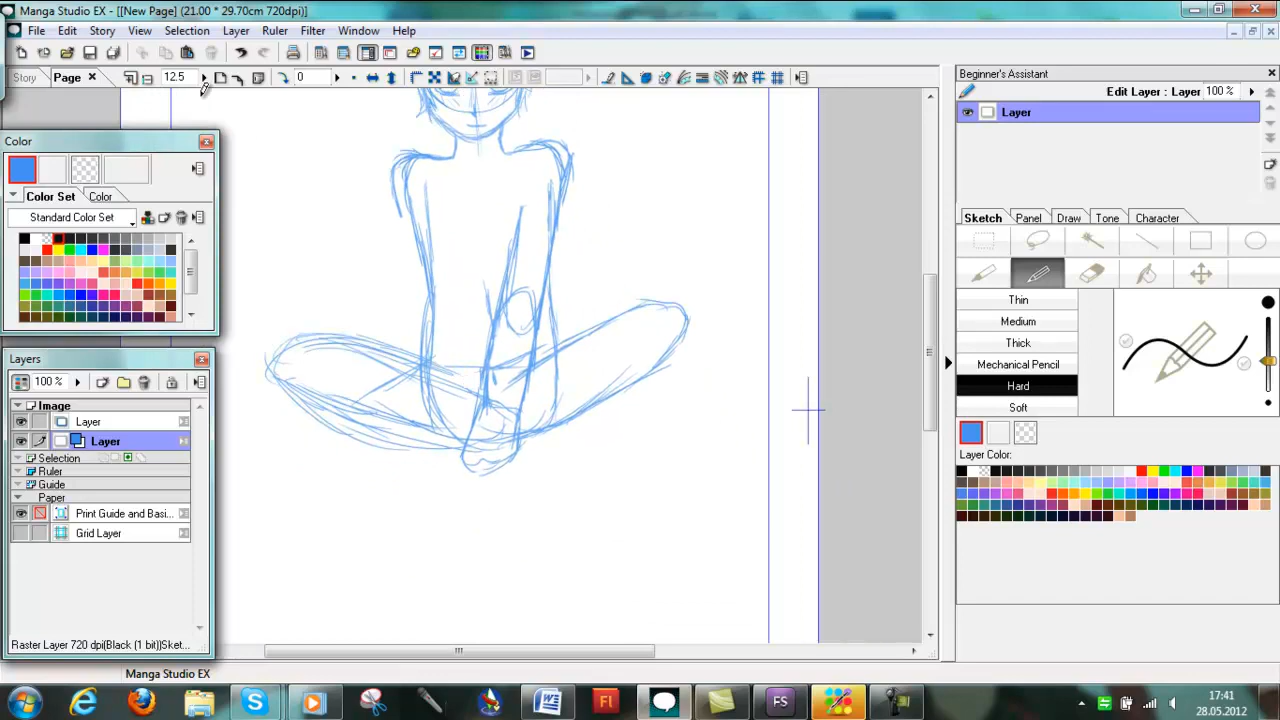 Manga Studio EX - [[New Page] (21.00 * 29.70cm 720dpi)]
File Edit Story View Selection Layer Ruler Filter Window Help
Story Page 12.5 0
Beginner's Assistant
Edit Layer : Layer 100 %
Layer
Color
Color Set Color
Standard Color Set
Sketch Panel Draw Tone Character
Thin
Medium
Thick
Mechanical Pencil
Hard
Soft
Layer Color:
Layers
100 %
Image
Layer
Layer
Selection
Ruler
Guide
Paper
Print Guide and Basi...
Grid Layer
Raster Layer 720 dpi(Black (1 bit))Sket...
Manga Studio EX
Fl
FS
17:41
28.05.2012